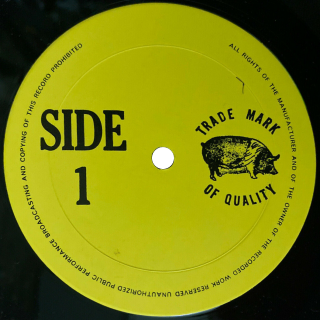 ALL RIGHTS OF THE MANUFACTURER AND OF THE OWNER OF THE RECORDED WORK RESERVED UNAUTHORIZED PUBLIC PERFORMANCE BROADCASTING AND COPYING OF THIS RECORD PROHIBITED
SIDE
1
TRADE MARK
OF QUALITY